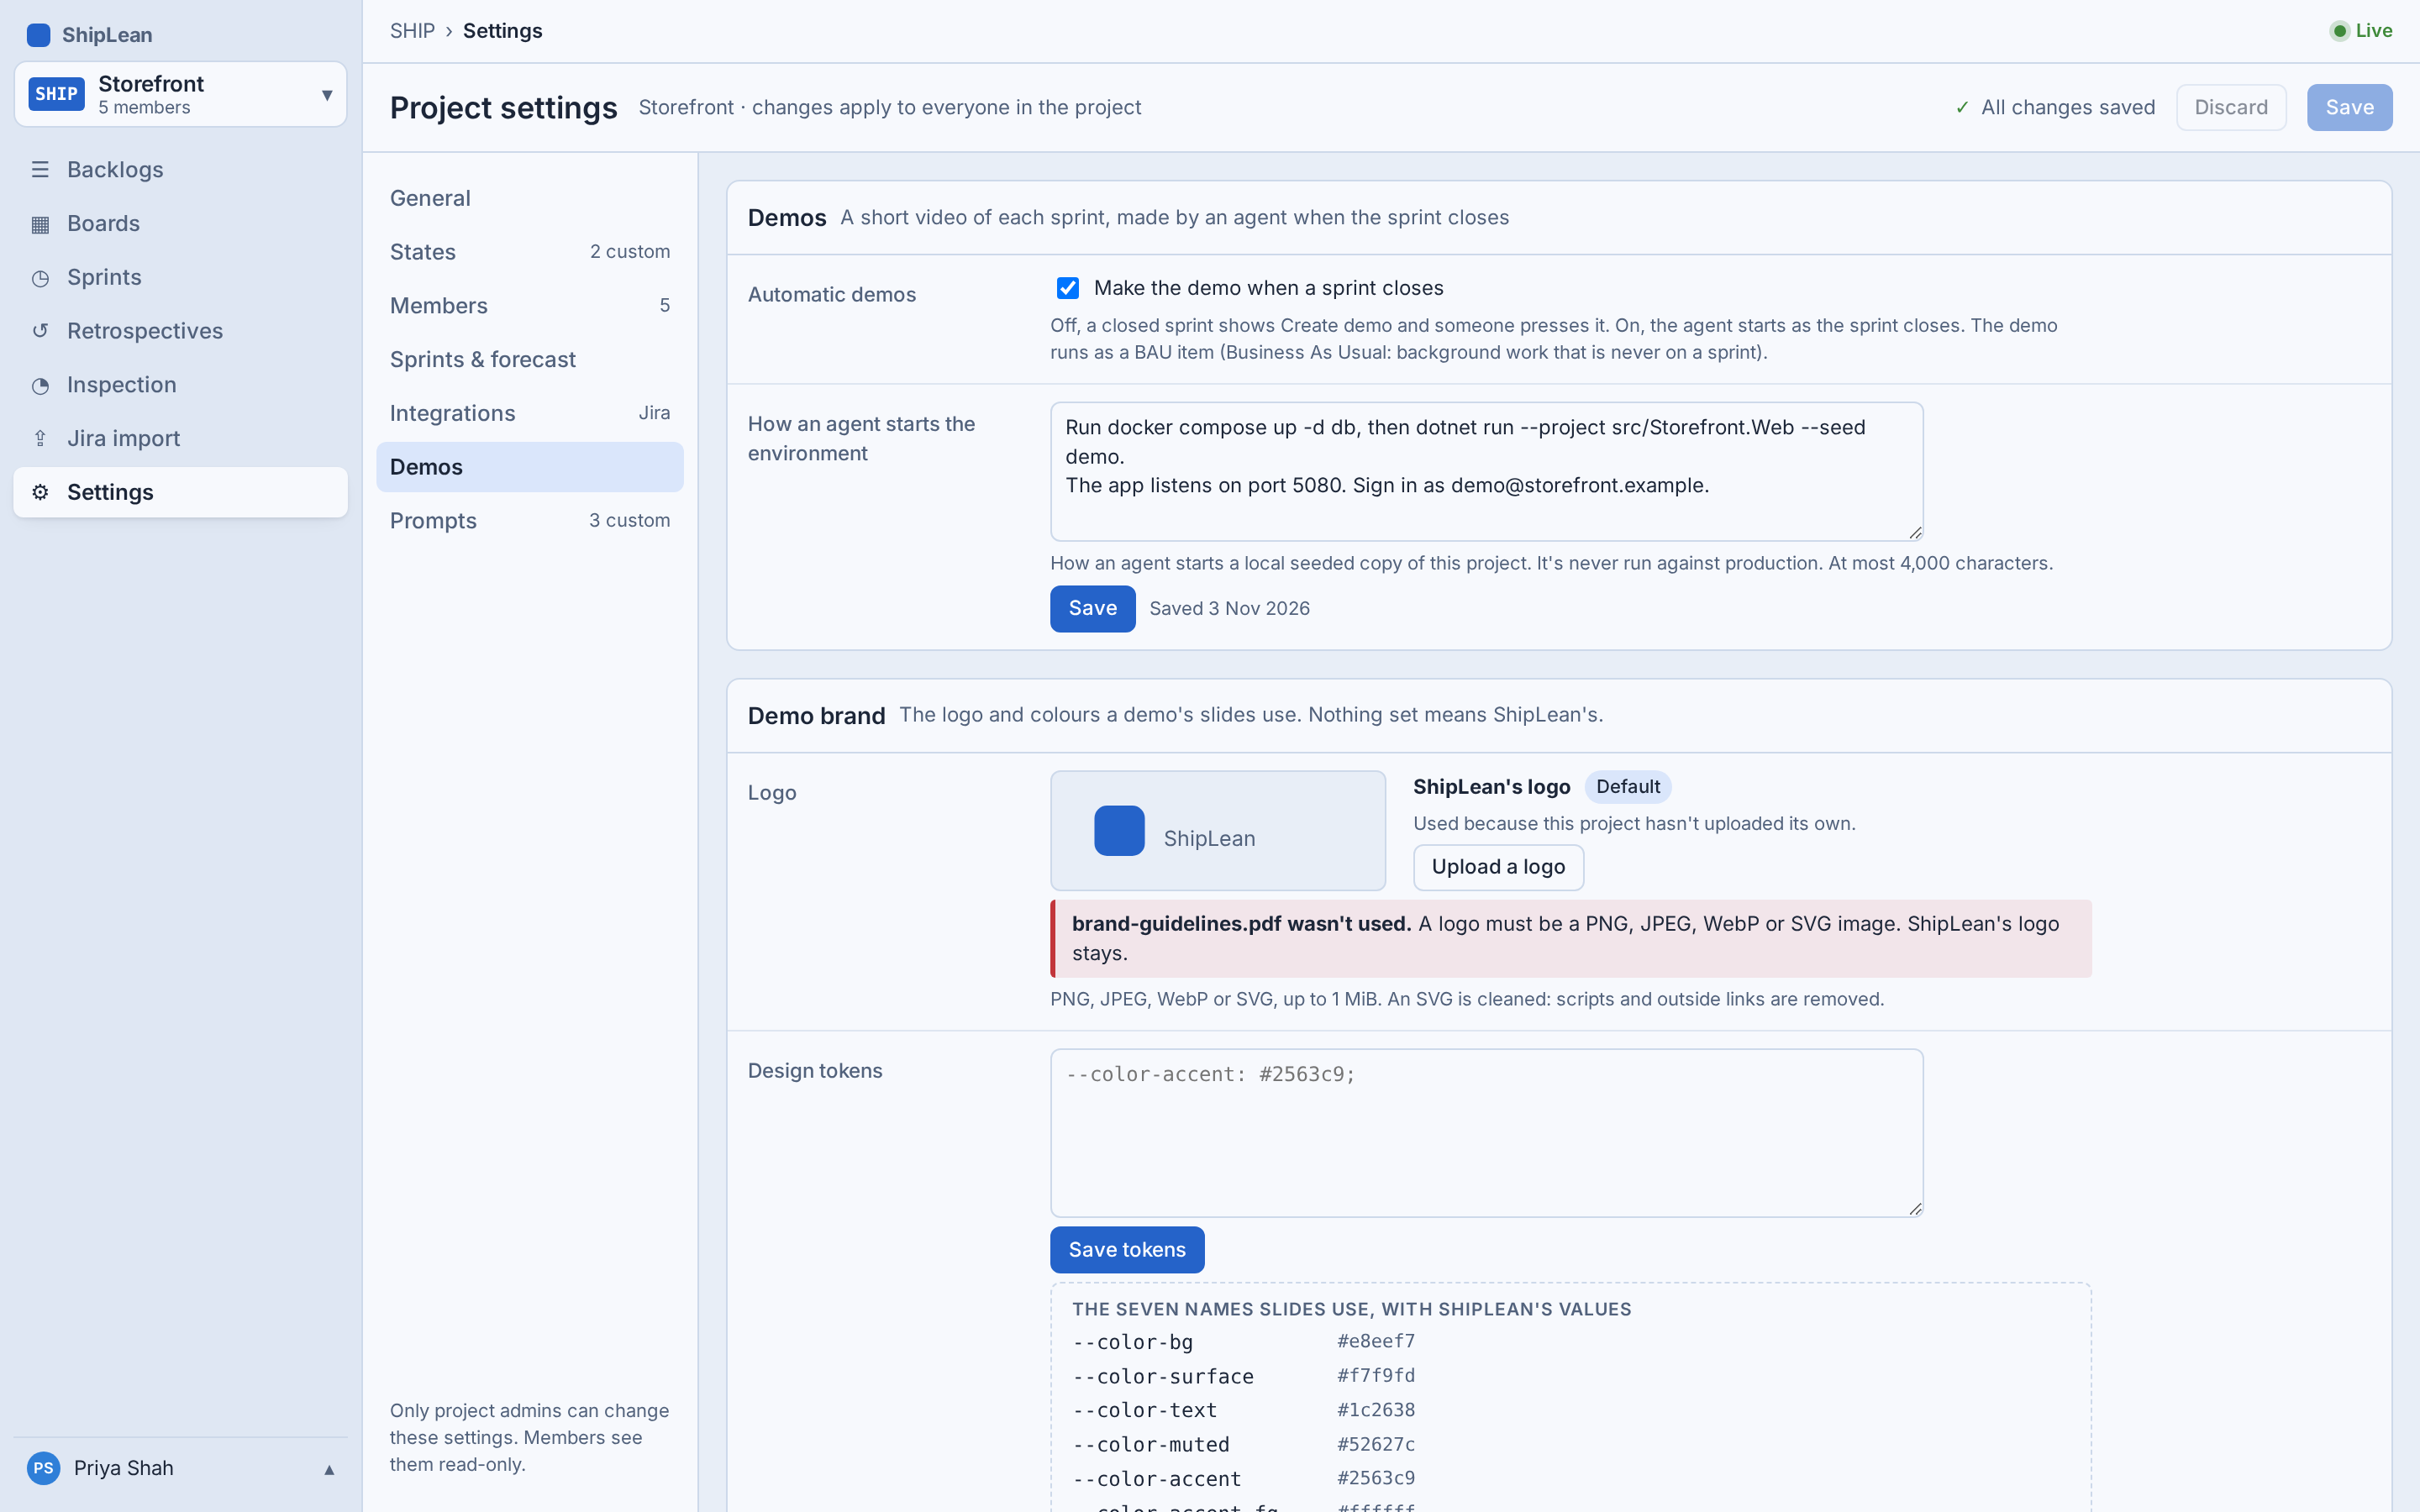 ShipLean
SHIP
Storefront
5 members
Backlogs
Boards
Sprints
Retrospectives
Inspection
Jira import
Settings
PS
Priya Shah
SHIP › Settings
Live
Project settings
Storefront · changes apply to everyone in the project
✓ All changes saved
Discard
Save
General
States
2 custom
Members
5
Sprints & forecast
Integrations
Jira
Demos
Prompts
3 custom
Only project admins can change
these settings. Members see
them read-only.
Demos
A short video of each sprint, made by an agent when the sprint closes
Automatic demos
Make the demo when a sprint closes
Off, a closed sprint shows Create demo and someone presses it. On, the agent starts as the sprint closes. The demo
runs as a BAU item (Business As Usual: background work that is never on a sprint).
How an agent starts the
environment
Run docker compose up -d db, then dotnet run --project src/Storefront.Web --seed
demo.
The app listens on port 5080. Sign in as demo@storefront.example.
How an agent starts a local seeded copy of this project. It's never run against production. At most 4,000 characters.
Save
Saved 3 Nov 2026
Demo brand
The logo and colours a demo's slides use. Nothing set means ShipLean's.
Logo
ShipLean
ShipLean's logo
Default
Used because this project hasn't uploaded its own.
Upload a logo
brand-guidelines.pdf wasn't used. A logo must be a PNG, JPEG, WebP or SVG image. ShipLean's logo
stays.
PNG, JPEG, WebP or SVG, up to 1 MiB. An SVG is cleaned: scripts and outside links are removed.
Design tokens
--color-accent: #2563c9;
Save tokens
THE SEVEN NAMES SLIDES USE, WITH SHIPLEAN'S VALUES
--color-bg #e8eef7
--color-surface #f7f9fd
--color-text #1c2638
--color-muted #52627c
--color-accent #2563c9